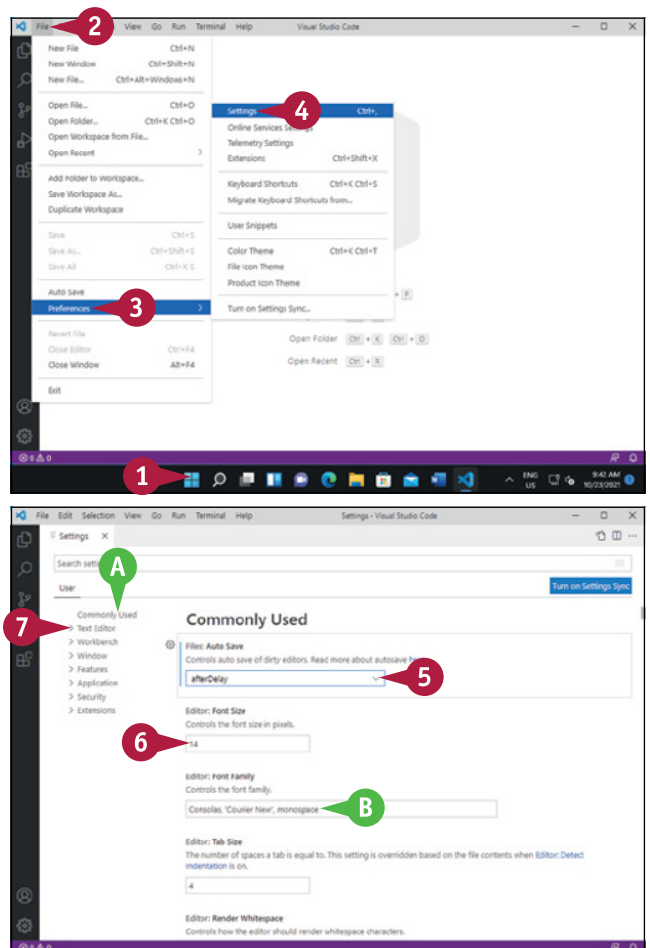 File View Go Run Terminal Help Visual Studio Code
2
New File Ctrl+N
New Window Ctrl+Shift+N
New File... Ctrl+Alt+Windows+N
Open File... Ctrl+O
Open Folder... Ctrl+K Ctrl+O
Open Workspace from File...
Open Recent >
Add Folder to Workspace...
Save Workspace As...
Duplicate Workspace
Save Ctrl+S
Save As... Ctrl+Shift+S
Save All Ctrl+K S
Auto Save
Preferences >
3
Revert File
Close Editor Ctrl+F4
Close Window Alt+F4
Exit
Settings Ctrl+,
4
Online Services
Telemetry Settings
Extensions Ctrl+Shift+X
Keyboard Shortcuts Ctrl+K Ctrl+S
Migrate Keyboard Shortcuts from...
User Snippets
Color Theme Ctrl+K Ctrl+T
File Icon Theme
Product Icon Theme
Turn on Settings Sync...
+ P
Open Folder Ctrl + K Ctrl + O
Open Recent Ctrl + R
0 0
1
ENG
US
9:42 AM
10/23/2021
File Edit Selection View Go Run Terminal Help Settings - Visual Studio Code
Settings
Search
A
User
Turn on Settings Sync
Commonly Used
7
> Text Editor
> Workbench
> Window
> Features
> Application
> Security
> Extensions
Commonly Used
Files: Auto Save
Controls auto save of dirty editors. Read more about autosave
afterDelay
5
Editor: Font Size
Controls the font size in pixels.
6
14
Editor: Font Family
Controls the font family.
Consolas, 'Courier New', monospace
B
Editor: Tab Size
The number of spaces a tab is equal to. This setting is overridden based on the file contents when Editor: Detect
Indentation is on.
4
Editor: Render Whitespace
Controls how the editor should render whitespace characters.
0 0